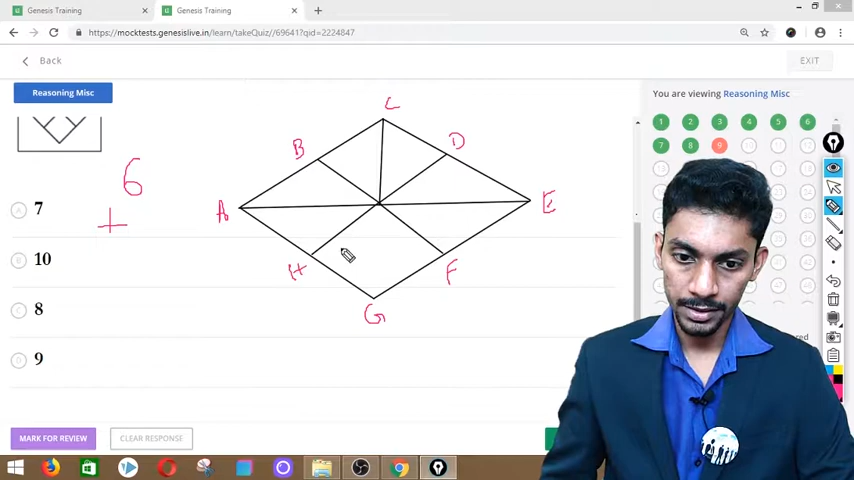 Genesis Training
Genesis Training
https://mocktests.genesislive.in/learn/takeQuiz//69641?qid=2224847
Back
EXIT
Reasoning Misc
You are viewing Reasoning Misc
1 2 3 4 5 6
7 8 9
13
C
B
D
A
E
H
F
G
6
+
A 7
B 10
C 8
D 9
MARK FOR REVIEW
CLEAR RESPONSE